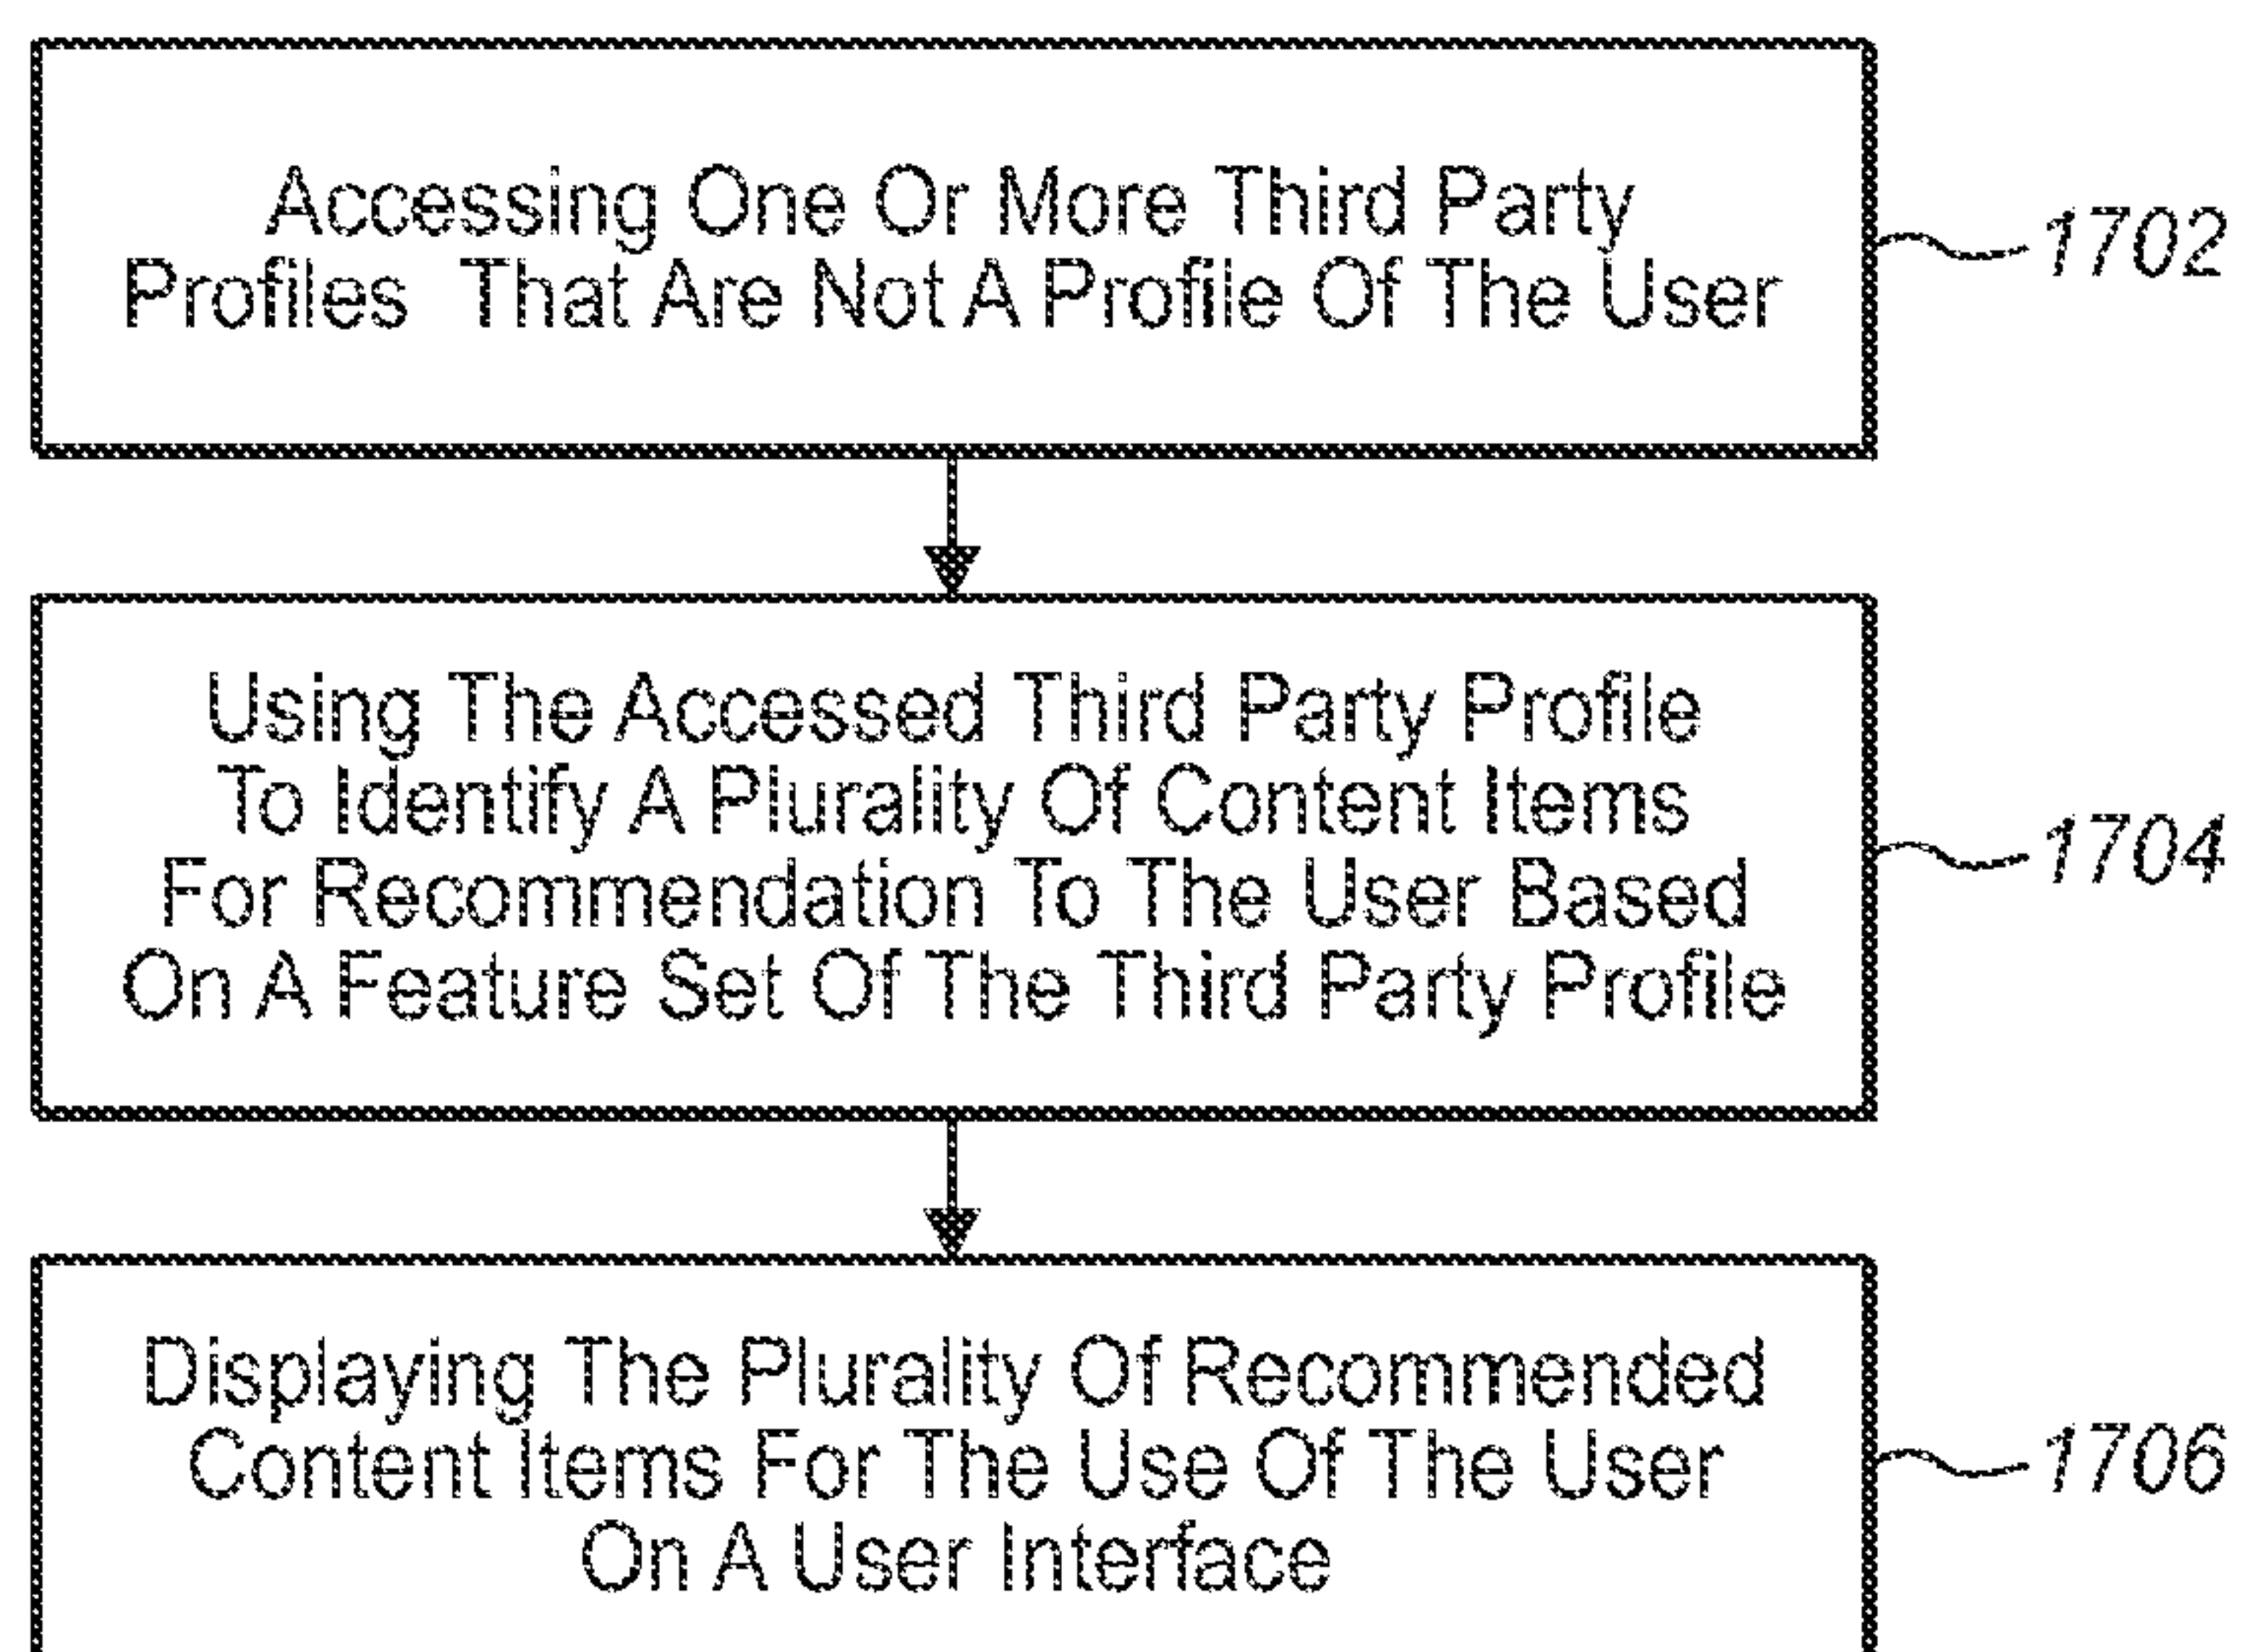 Accessing One Or More Third Party
Profiles That Are Not A Profile Of The User
1702
Using The Accessed Third Party Profile
To Identify A Plurality Of Content Items
For Recommendation To The User Based
On A Feature Set Of The Third Party Profile
1704
Displaying The Plurality Of Recommended
Content Items For The Use Of The User
On A User Interface
1706